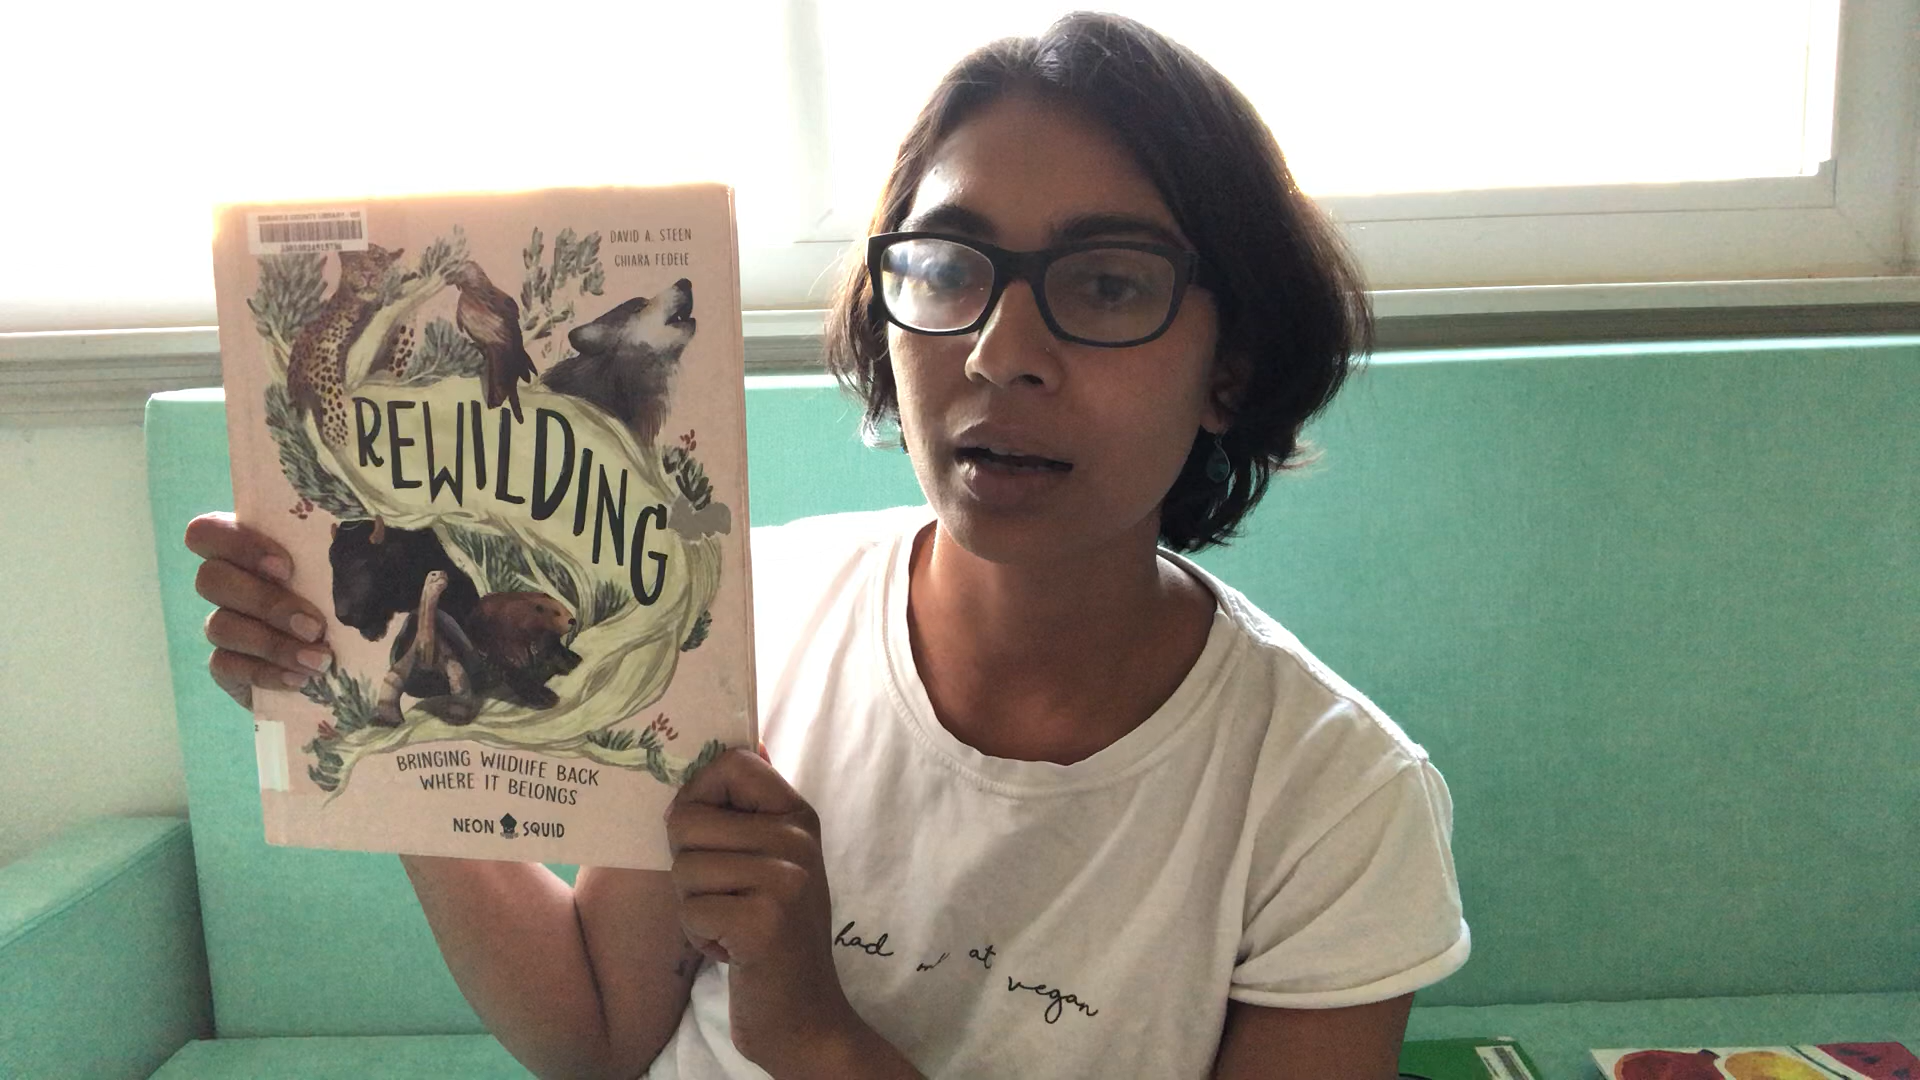 DAVID A. STEEN
CHIARA FEDELE
REWILDING
BRINGING WILDLIFE BACK
WHERE IT BELONGS
NEON SQUID
had at
vegan